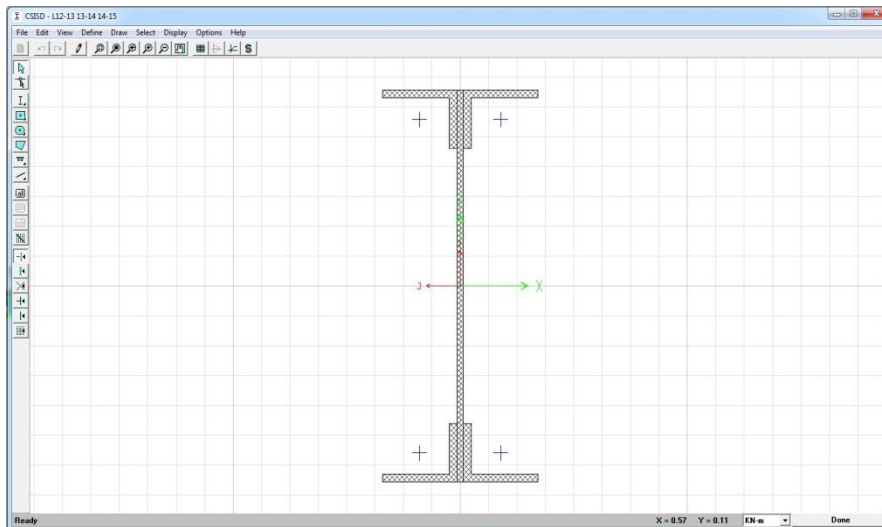 CSISD - L12-13 13-14 14-15
File Edit View Define Draw Select Display Options Help
X
Ready
X = 0.57 Y = 0.11 KN-m Done